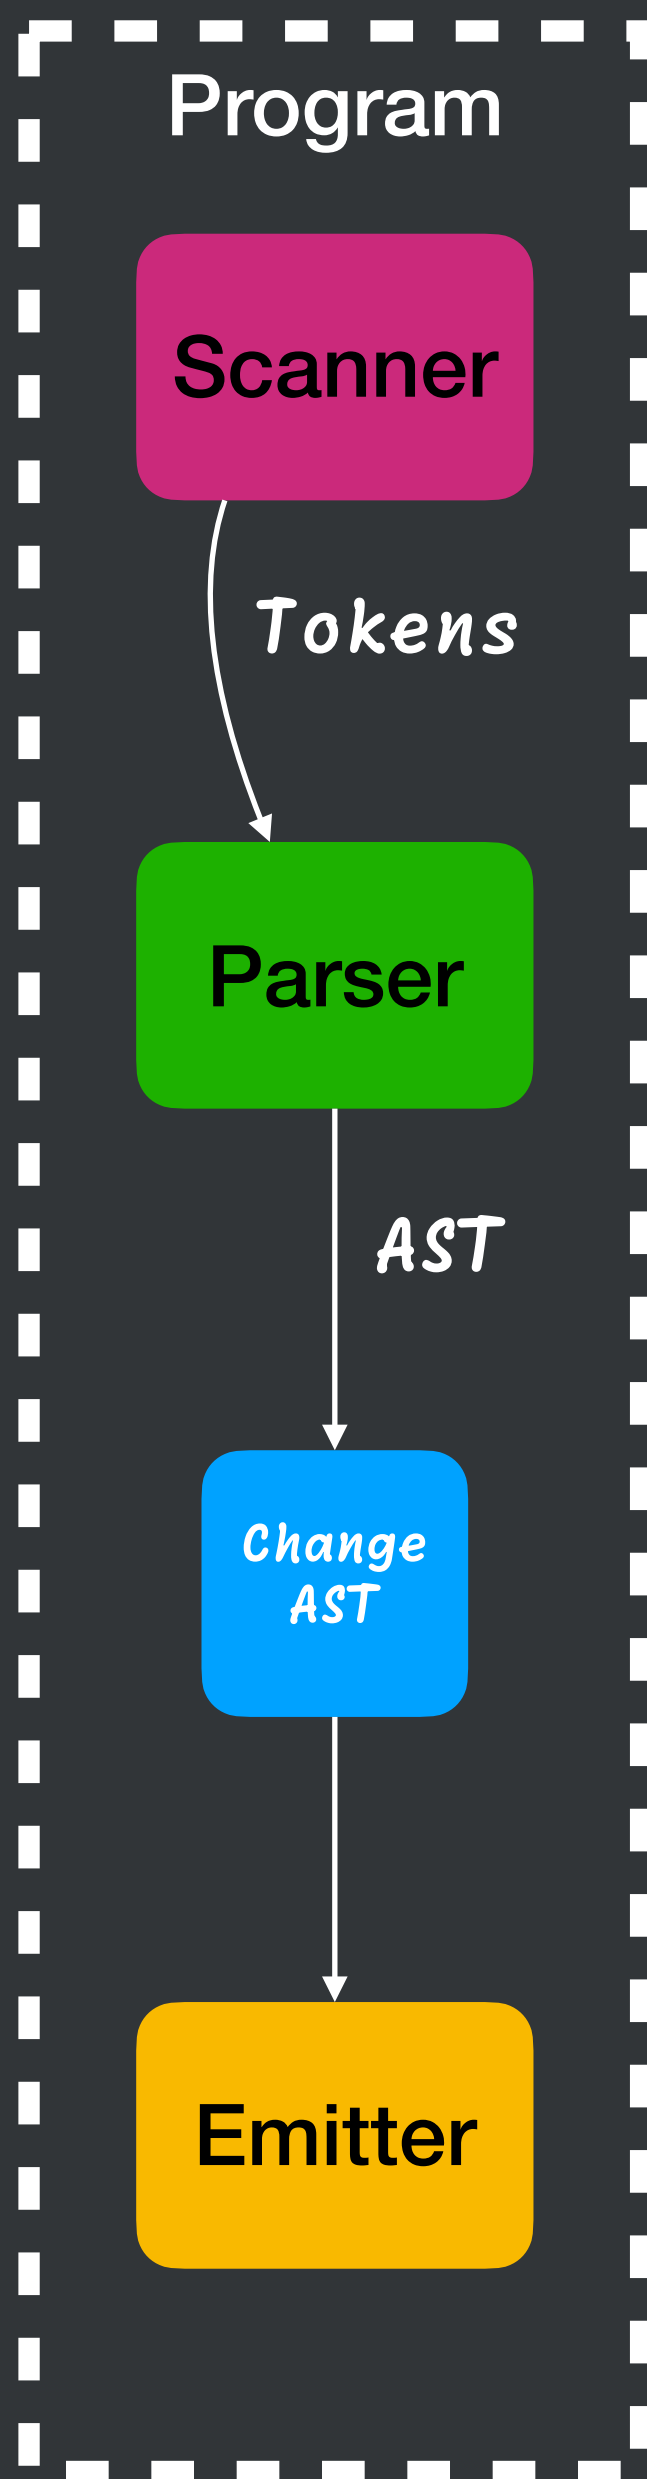 Program
Scanner
Tokens
Parser
AST
Change
AST
Emitter